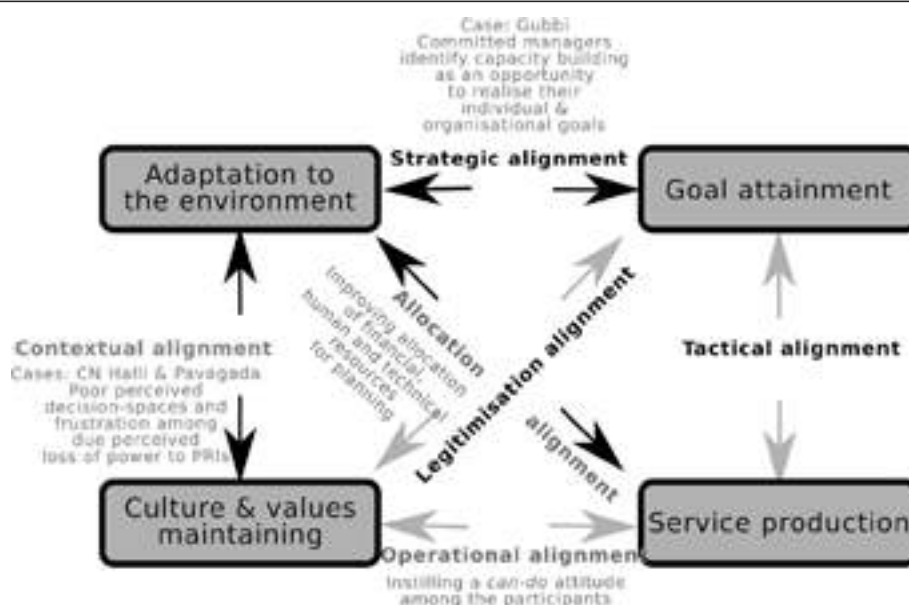 Case: Gubbi
Committed managers
identify capacity building
as an opportunity
to realise their
individual &
organisational goals
Strategic alignment
Adaptation to
the environment
Goal attainment
Improving allocation
of financial,
human and technical
resources
for planning
Allocation
alignment
Legitimisation alignment
Contextual alignment
Cases: CN Halli & Pavagada
Poor perceived
decision-spaces and
frustration among
due perceived
loss of power to PRIs
Tactical alignment
Culture & values
maintaining
Service production
Operational alignment
Instilling a can-do attitude
among the participants